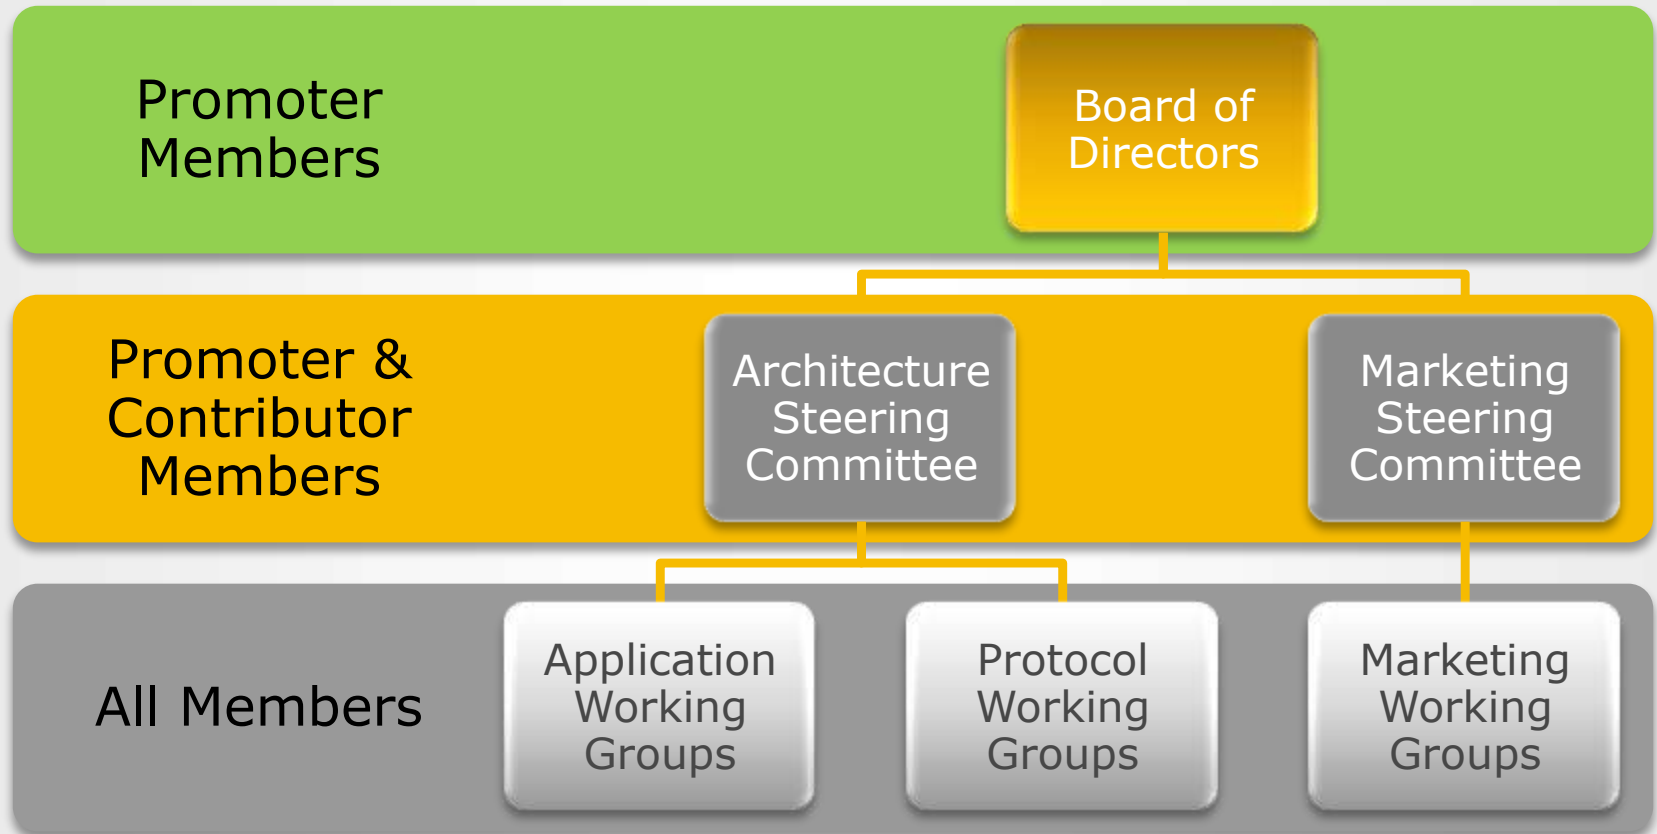 Promoter
Members
Board of
Directors
Promoter &
Contributor
Members
Architecture
Steering
Committee
Marketing
Steering
Committee
All Members
Application
Working
Groups
Protocol
Working
Groups
Marketing
Working
Groups